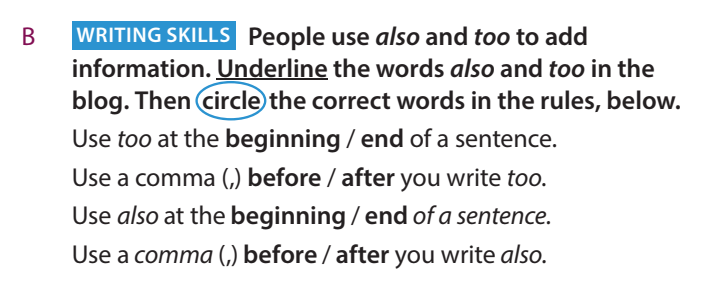 B WRITING SKILLS People use also and too to add
information. Underline the words also and too in the
blog. Then circle the correct words in the rules, below.
Use too at the beginning / end of a sentence.
Use a comma (,) before / after you write too.
Use also at the beginning / end of a sentence.
Use a comma (,) before / after you write also.